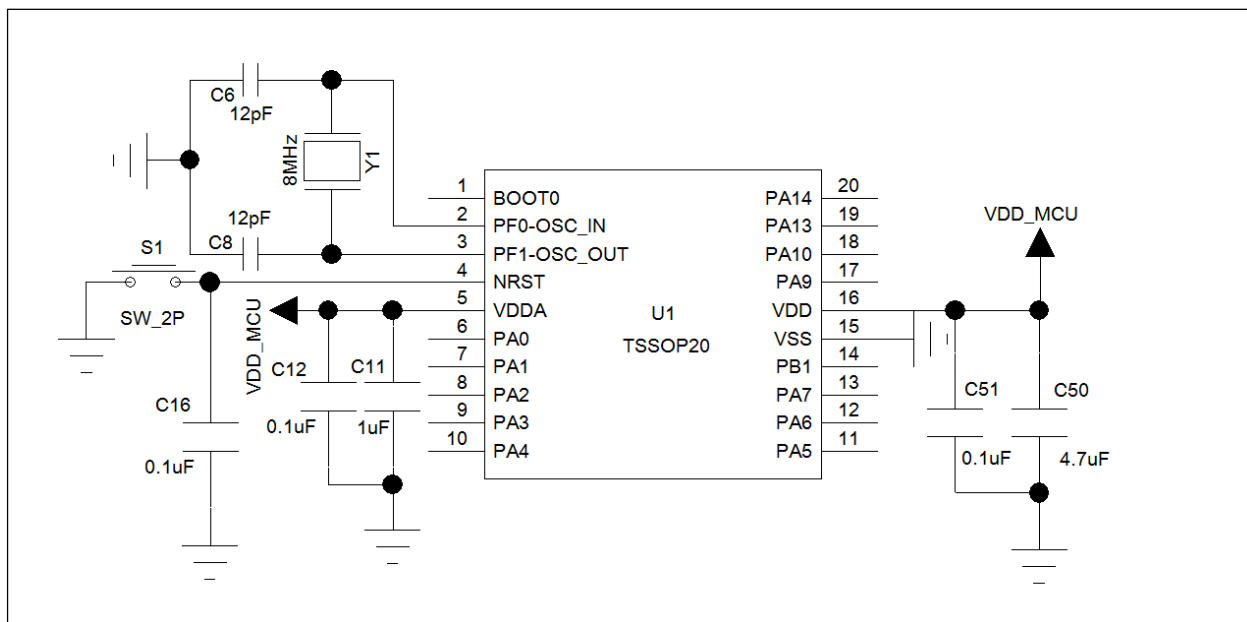 C6
12pF
8MHz
Y1
12pF
C8
S1
SW_2P
C16
0.1uF
VDD_MCU
C12
0.1uF
C11
1uF
1 BOOT0
2 PF0-OSC_IN
3 PF1-OSC_OUT
4 NRST
5 VDDA
6 PA0
7 PA1
8 PA2
9 PA3
10 PA4
U1
TSSOP20
PA14 20
PA13 19
PA10 18
PA9 17
VDD 16
VSS 15
PB1 14
PA7 13
PA6 12
PA5 11
VDD_MCU
C51
0.1uF
C50
4.7uF